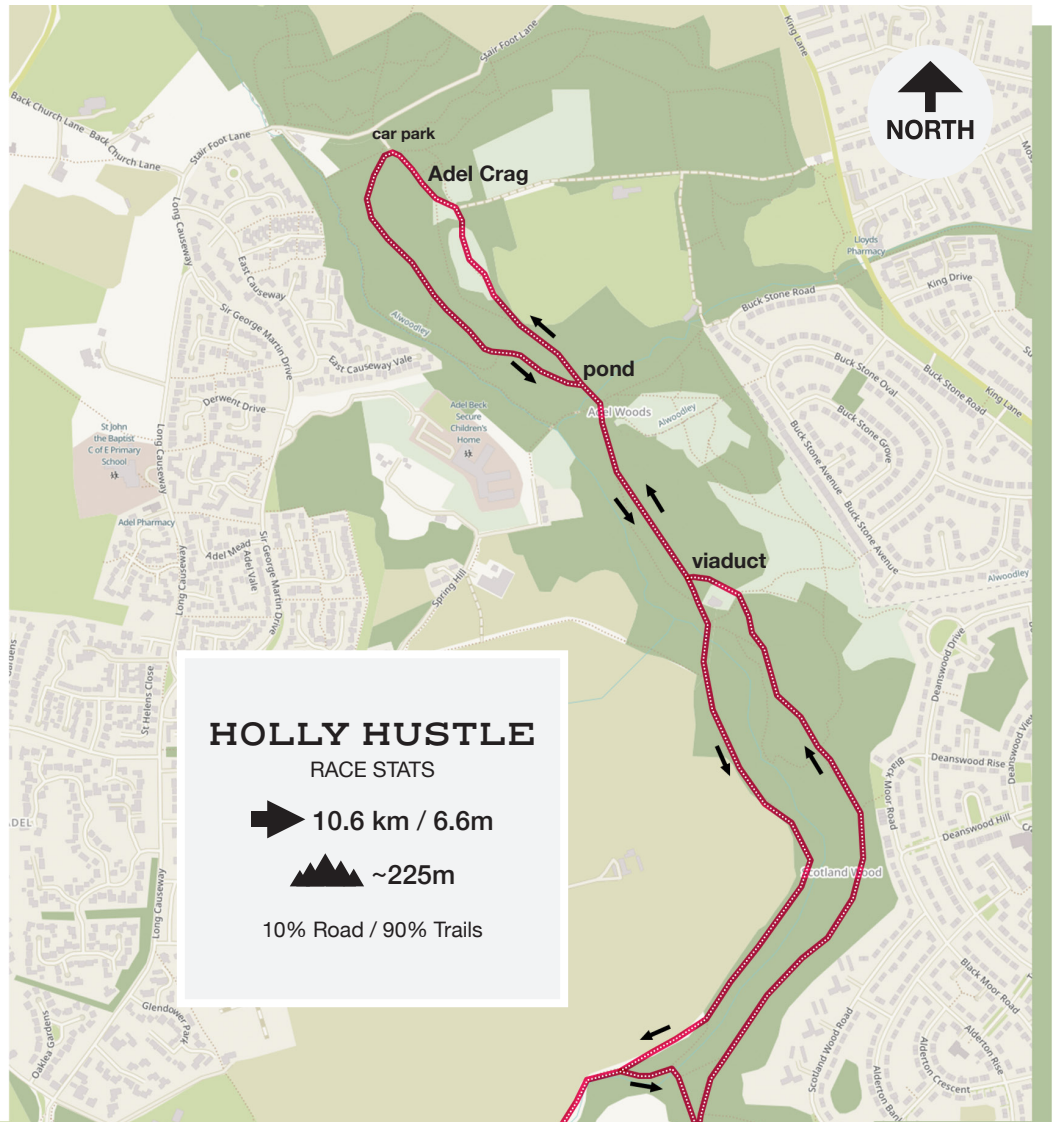 Stair Foot Lane
King Lane
NORTH
Back Church Lane
Back Church Lane
Stair Foot Lane
car park
Adel Crag
Long Causeway
East Causeway
Sir George Martin Drive
Lloyds
Pharmacy
King Drive
Buck Stone Road
Alwoodley
East Causeway Vale
pond
Buck Stone Oval
Buck Stone Road
King Lane
Derwent Drive
Adel Beck
Secure
Children's
Home
Adel Woods
Alwoodley
Buck Stone Grove
Buck Stone Avenue
St John
the Baptist
C of E Primary
School
Long Causeway
Adel Pharmacy
Buck Stone Avenue
Adel Mead
Adel Vale
Sir George Martin Drive
Long Causeway
Spring Hill
viaduct
Alwoodley
Deanswood Drive
St Helens Close
HOLLY HUSTLE
RACE STATS
10.6 km / 6.6m
~225m
10% Road / 90% Trails
Black Moor Road
Deanswood Rise
Deanswood View
Deanswood Hill
Scotland Wood
Long Causeway
Glendower Park
Oaklea Gardens
Black Moor Road
Scotland Wood Road
Alderton Rise
Alderton Crescent
Alderton Bank